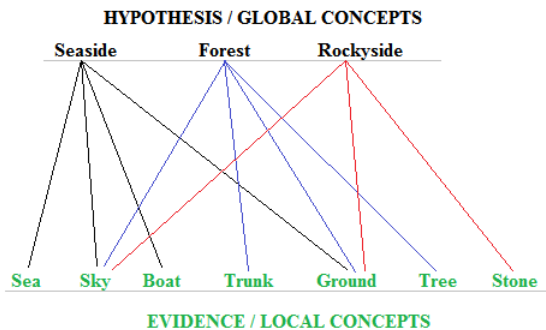 HYPOTHESIS / GLOBAL CONCEPTS
Seaside Forest Rockyside
Sea Sky Boat Trunk Ground Tree Stone
EVIDENCE / LOCAL CONCEPTS